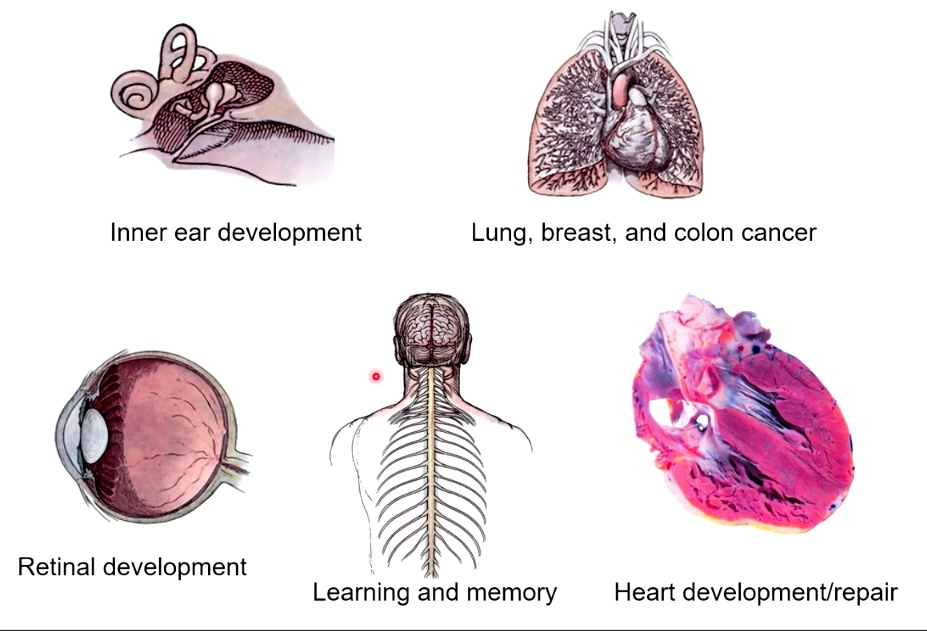 Inner ear development
Lung, breast, and colon cancer
Retinal development
Learning and memory
Heart development/repair